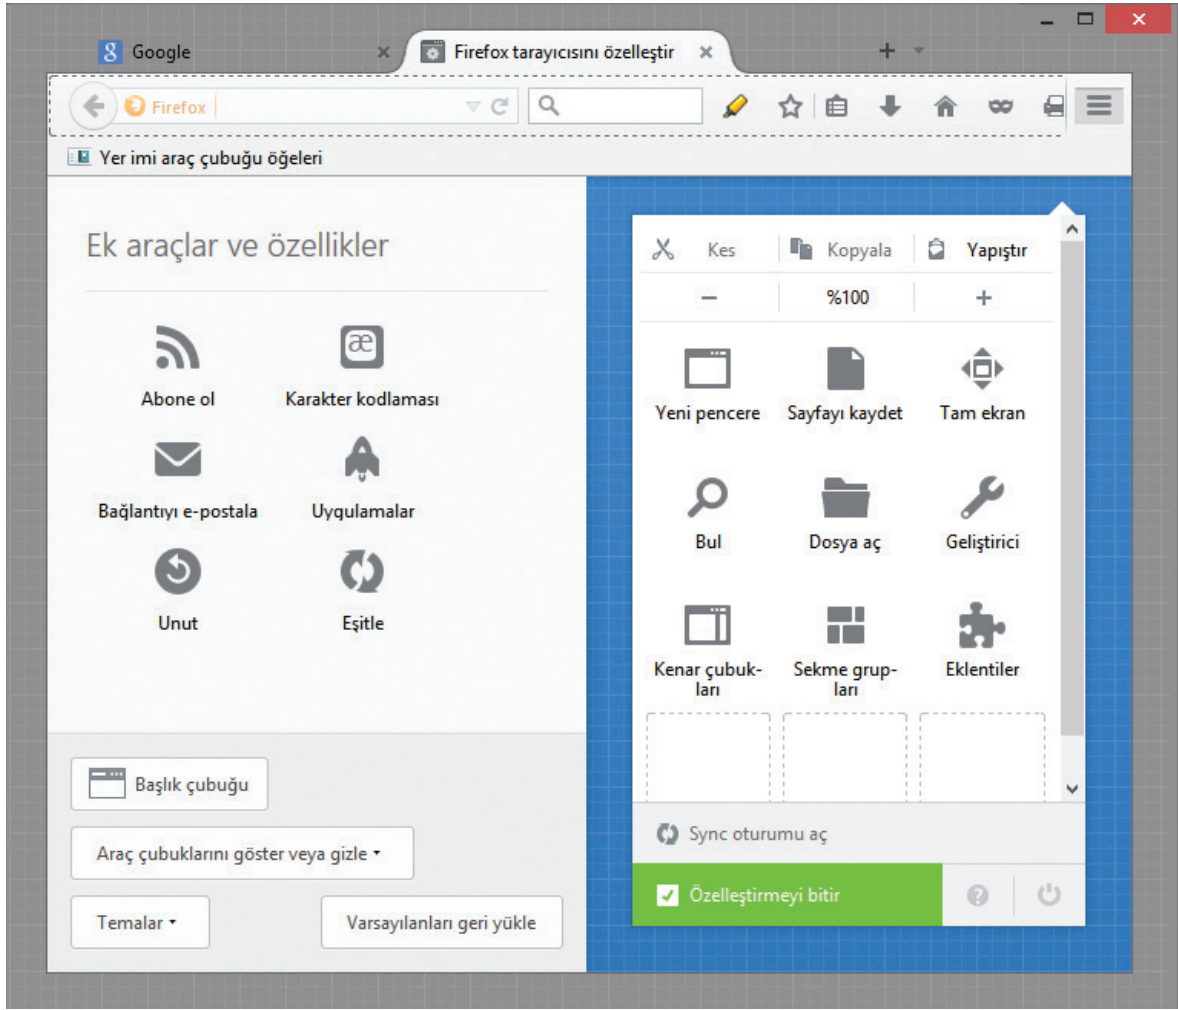 Google
Firefox tarayıcısını özelleştir
Firefox
Yer imi araç çubuğu öğeleri
Ek araçlar ve özellikler
Abone ol
Karakter kodlaması
Bağlantıyı e-postala
Uygulamalar
Unut
Eşitle
Başlık çubuğu
Araç çubuklarını göster veya gizle
Temalar
Varsayılanları geri yükle
Kes
Kopyala
Yapıştır
%100
Yeni pencere
Sayfayı kaydet
Tam ekran
Bul
Dosya aç
Geliştirici
Kenar çubuk-
ları
Sekme grup-
ları
Eklentiler
Sync oturumu aç
Özelleştirmeyi bitir